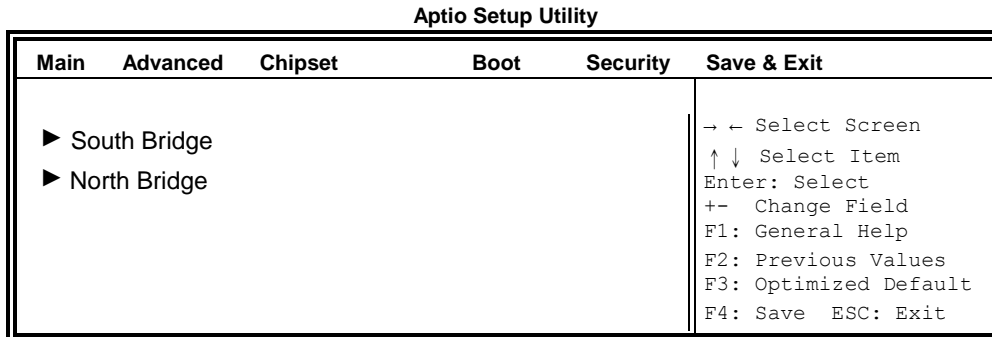 Aptio Setup Utility
Main Advanced Chipset Boot Security Save & Exit
► South Bridge
► North Bridge
→ ← Select Screen
↑ ↓ Select Item
Enter: Select
+- Change Field
F1: General Help
F2: Previous Values
F3: Optimized Default
F4: Save ESC: Exit